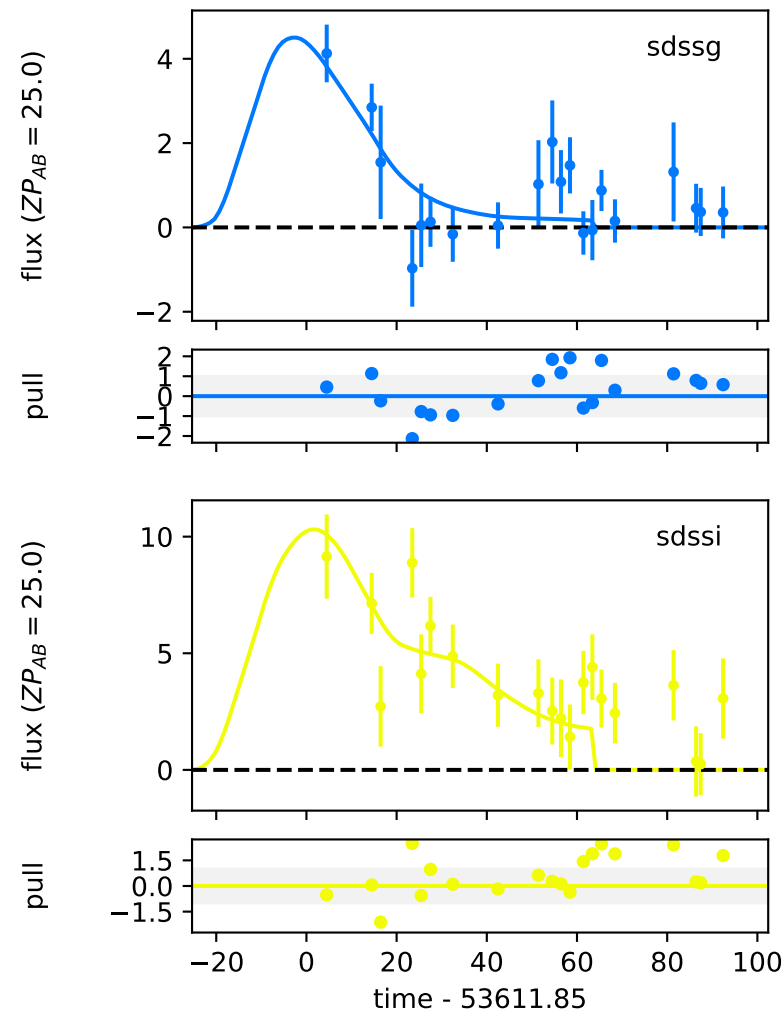 sdssg
flux (ZP_AB = 25.0)
4
2
0
−2
pull
2
1
0
−1
−2
sdssi
flux (ZP_AB = 25.0)
10
5
0
pull
1.5
0.0
−1.5
−20 0 20 40 60 80 100
time - 53611.85